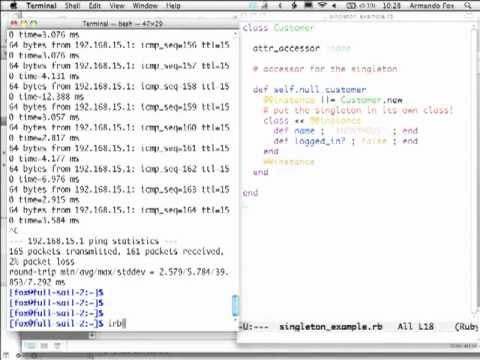 10:28 Armando Fox
Terminal — bash — 47×29
0 time=3.076 ms
64 bytes from 192.168.15.1: icmp_seq=156 ttl=15
0 time=3.071 ms
64 bytes from 192.168.15.1: icmp_seq=157 ttl=15
0 time=4.131 ms
64 bytes from 192.168.15.1: icmp_seq=158 ttl=15
0 time=12.388 ms
64 bytes from 192.168.15.1: icmp_seq=159 ttl=15
0 time=3.057 ms
64 bytes from 192.168.15.1: icmp_seq=160 ttl=15
0 time=2.817 ms
64 bytes from 192.168.15.1: icmp_seq=161 ttl=15
0 time=4.177 ms
64 bytes from 192.168.15.1: icmp_seq=162 ttl=15
0 time=6.976 ms
64 bytes from 192.168.15.1: icmp_seq=163 ttl=15
0 time=2.915 ms
64 bytes from 192.168.15.1: icmp_seq=164 ttl=15
0 time=3.584 ms
^C
--- 192.168.15.1 ping statistics ---
165 packets transmitted, 161 packets received,
2% packet loss
round-trip min/avg/max/stddev = 2.579/5.784/39.
853/7.292 ms
[fox@full-sail-2:~]$
[fox@full-sail-2:~]$
[fox@full-sail-2:~]$
[fox@full-sail-2:~]$ irb
singleton_example.rb
class Customer
attr_accessor :name
# accessor for the singleton
def self.null_customer
@@instance ||= Customer.new
# put the singleton in its own class!
class << @@instance
def name ; "ANONYMOUS" ; end
def logged_in? ; false ; end
end
@@instance
end
end
-U:--- singleton_example.rb All L18 (Ruby